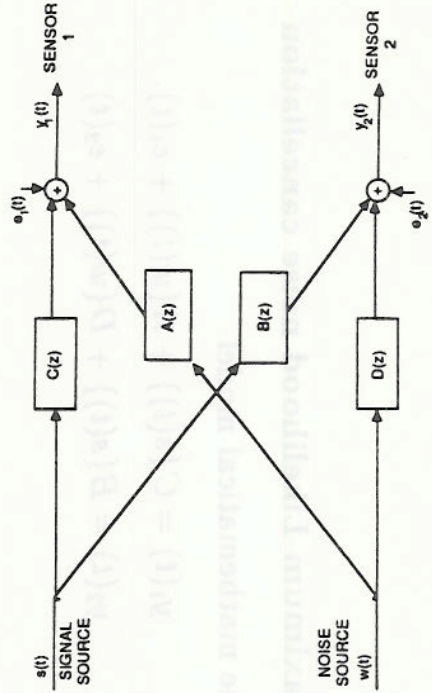 s(t)
SIGNAL
SOURCE
C(z)
e₁(t)
+
y₁(t)
SENSOR
1
A(z)
B(z)
NOISE
SOURCE
w(t)
D(z)
+
e₂(t)
y₂(t)
SENSOR
2